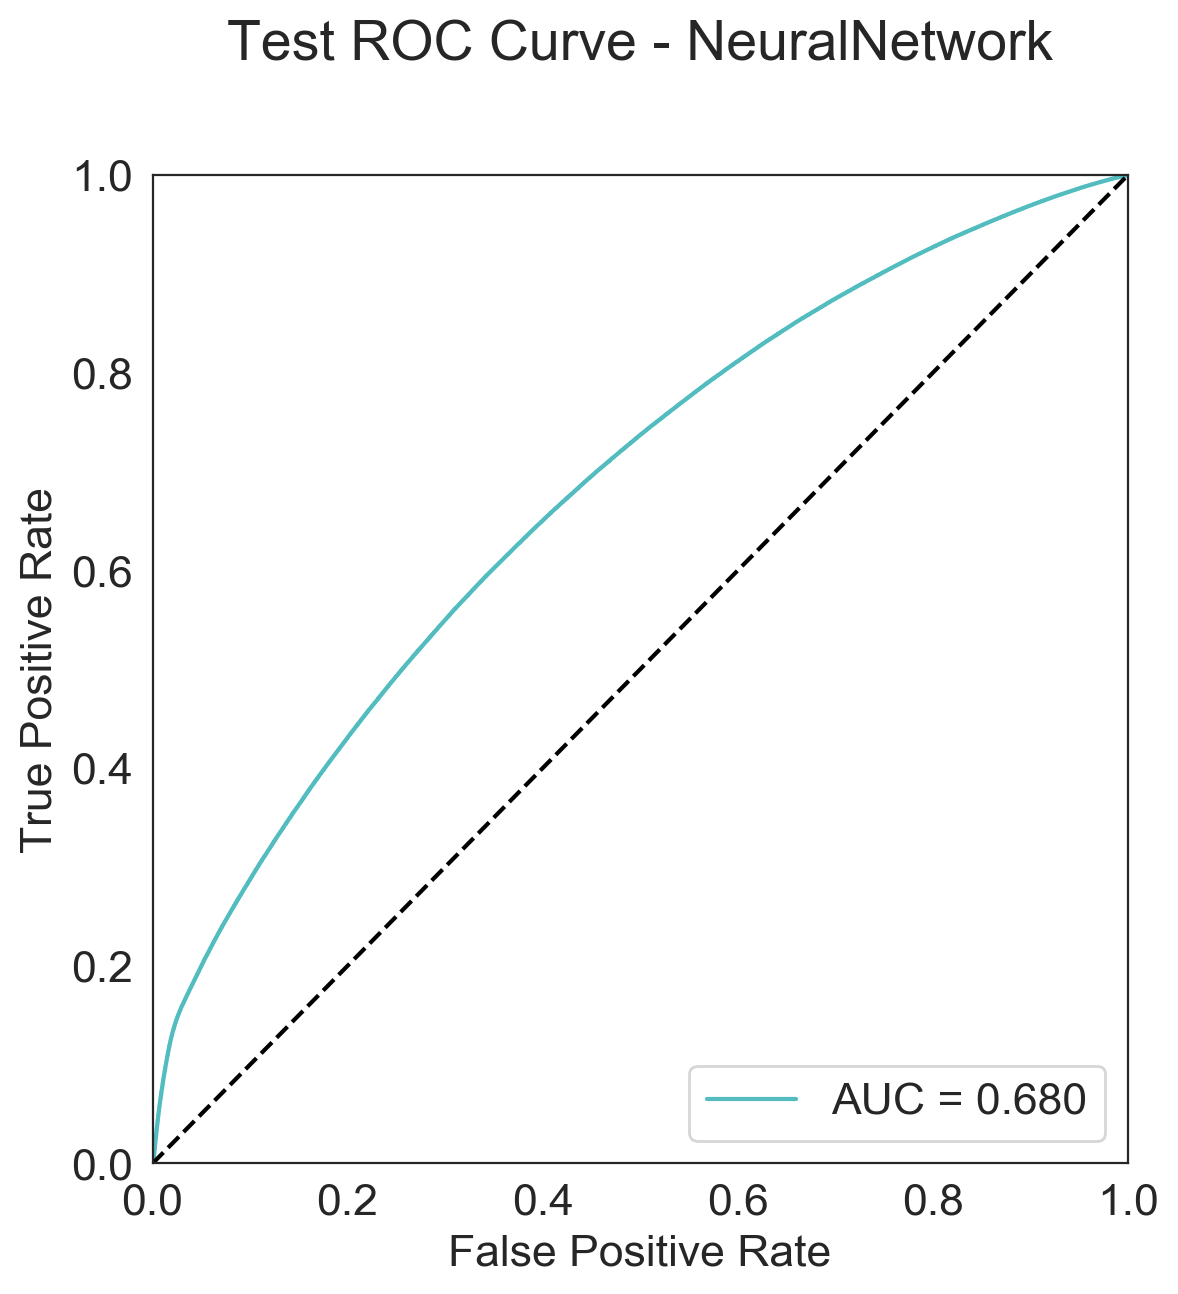 Test ROC Curve - NeuralNetwork
1.0
0.8
0.6
0.4
0.2
0.0
True Positive Rate
AUC = 0.680
0.0 0.2 0.4 0.6 0.8 1.0
False Positive Rate